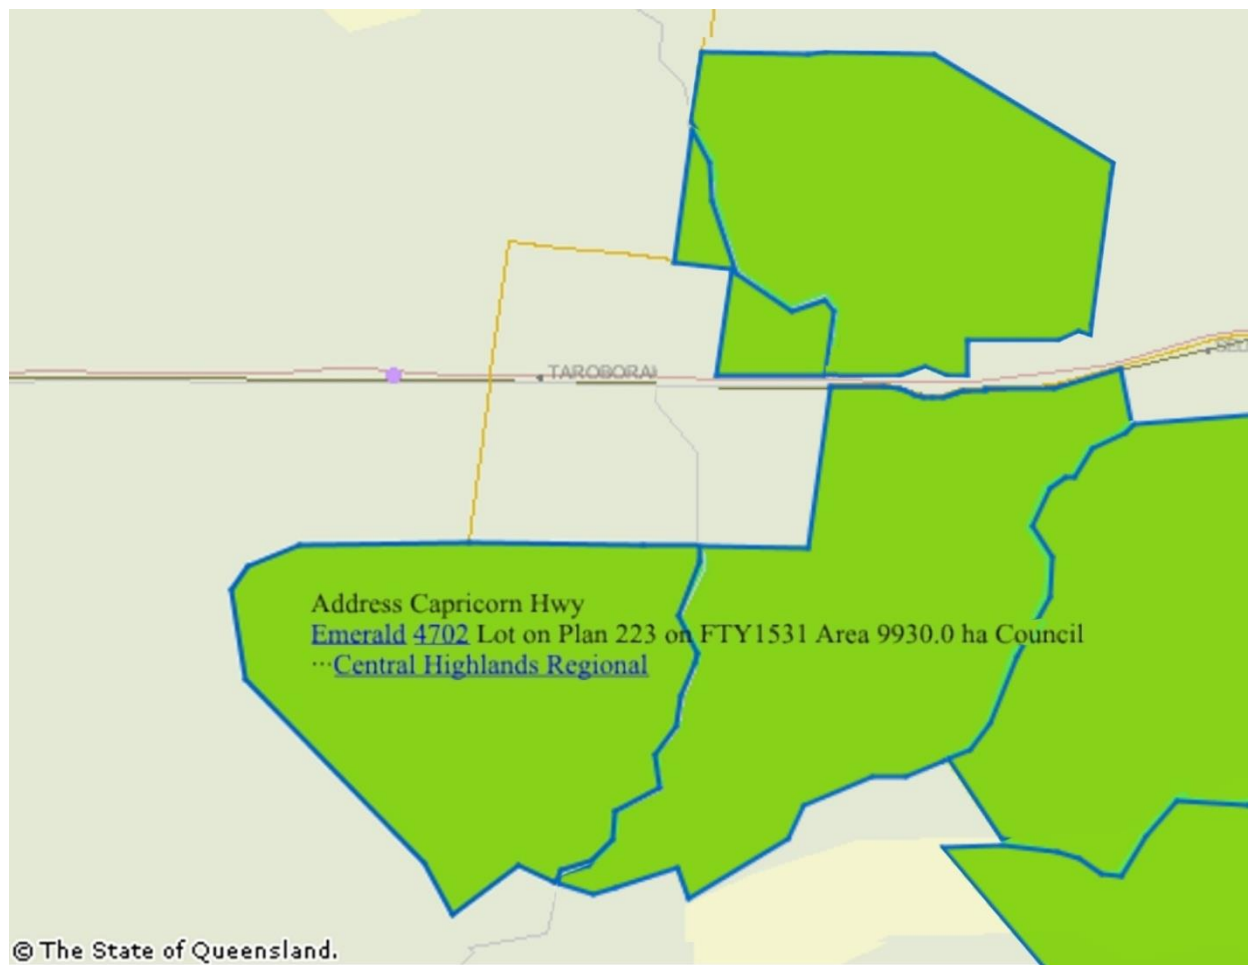 TAROBORAH
Address Capricorn Hwy
Emerald 4702 Lot on Plan 223 on FTY1531 Area 9930.0 ha Council
···Central Highlands Regional
© The State of Queensland.